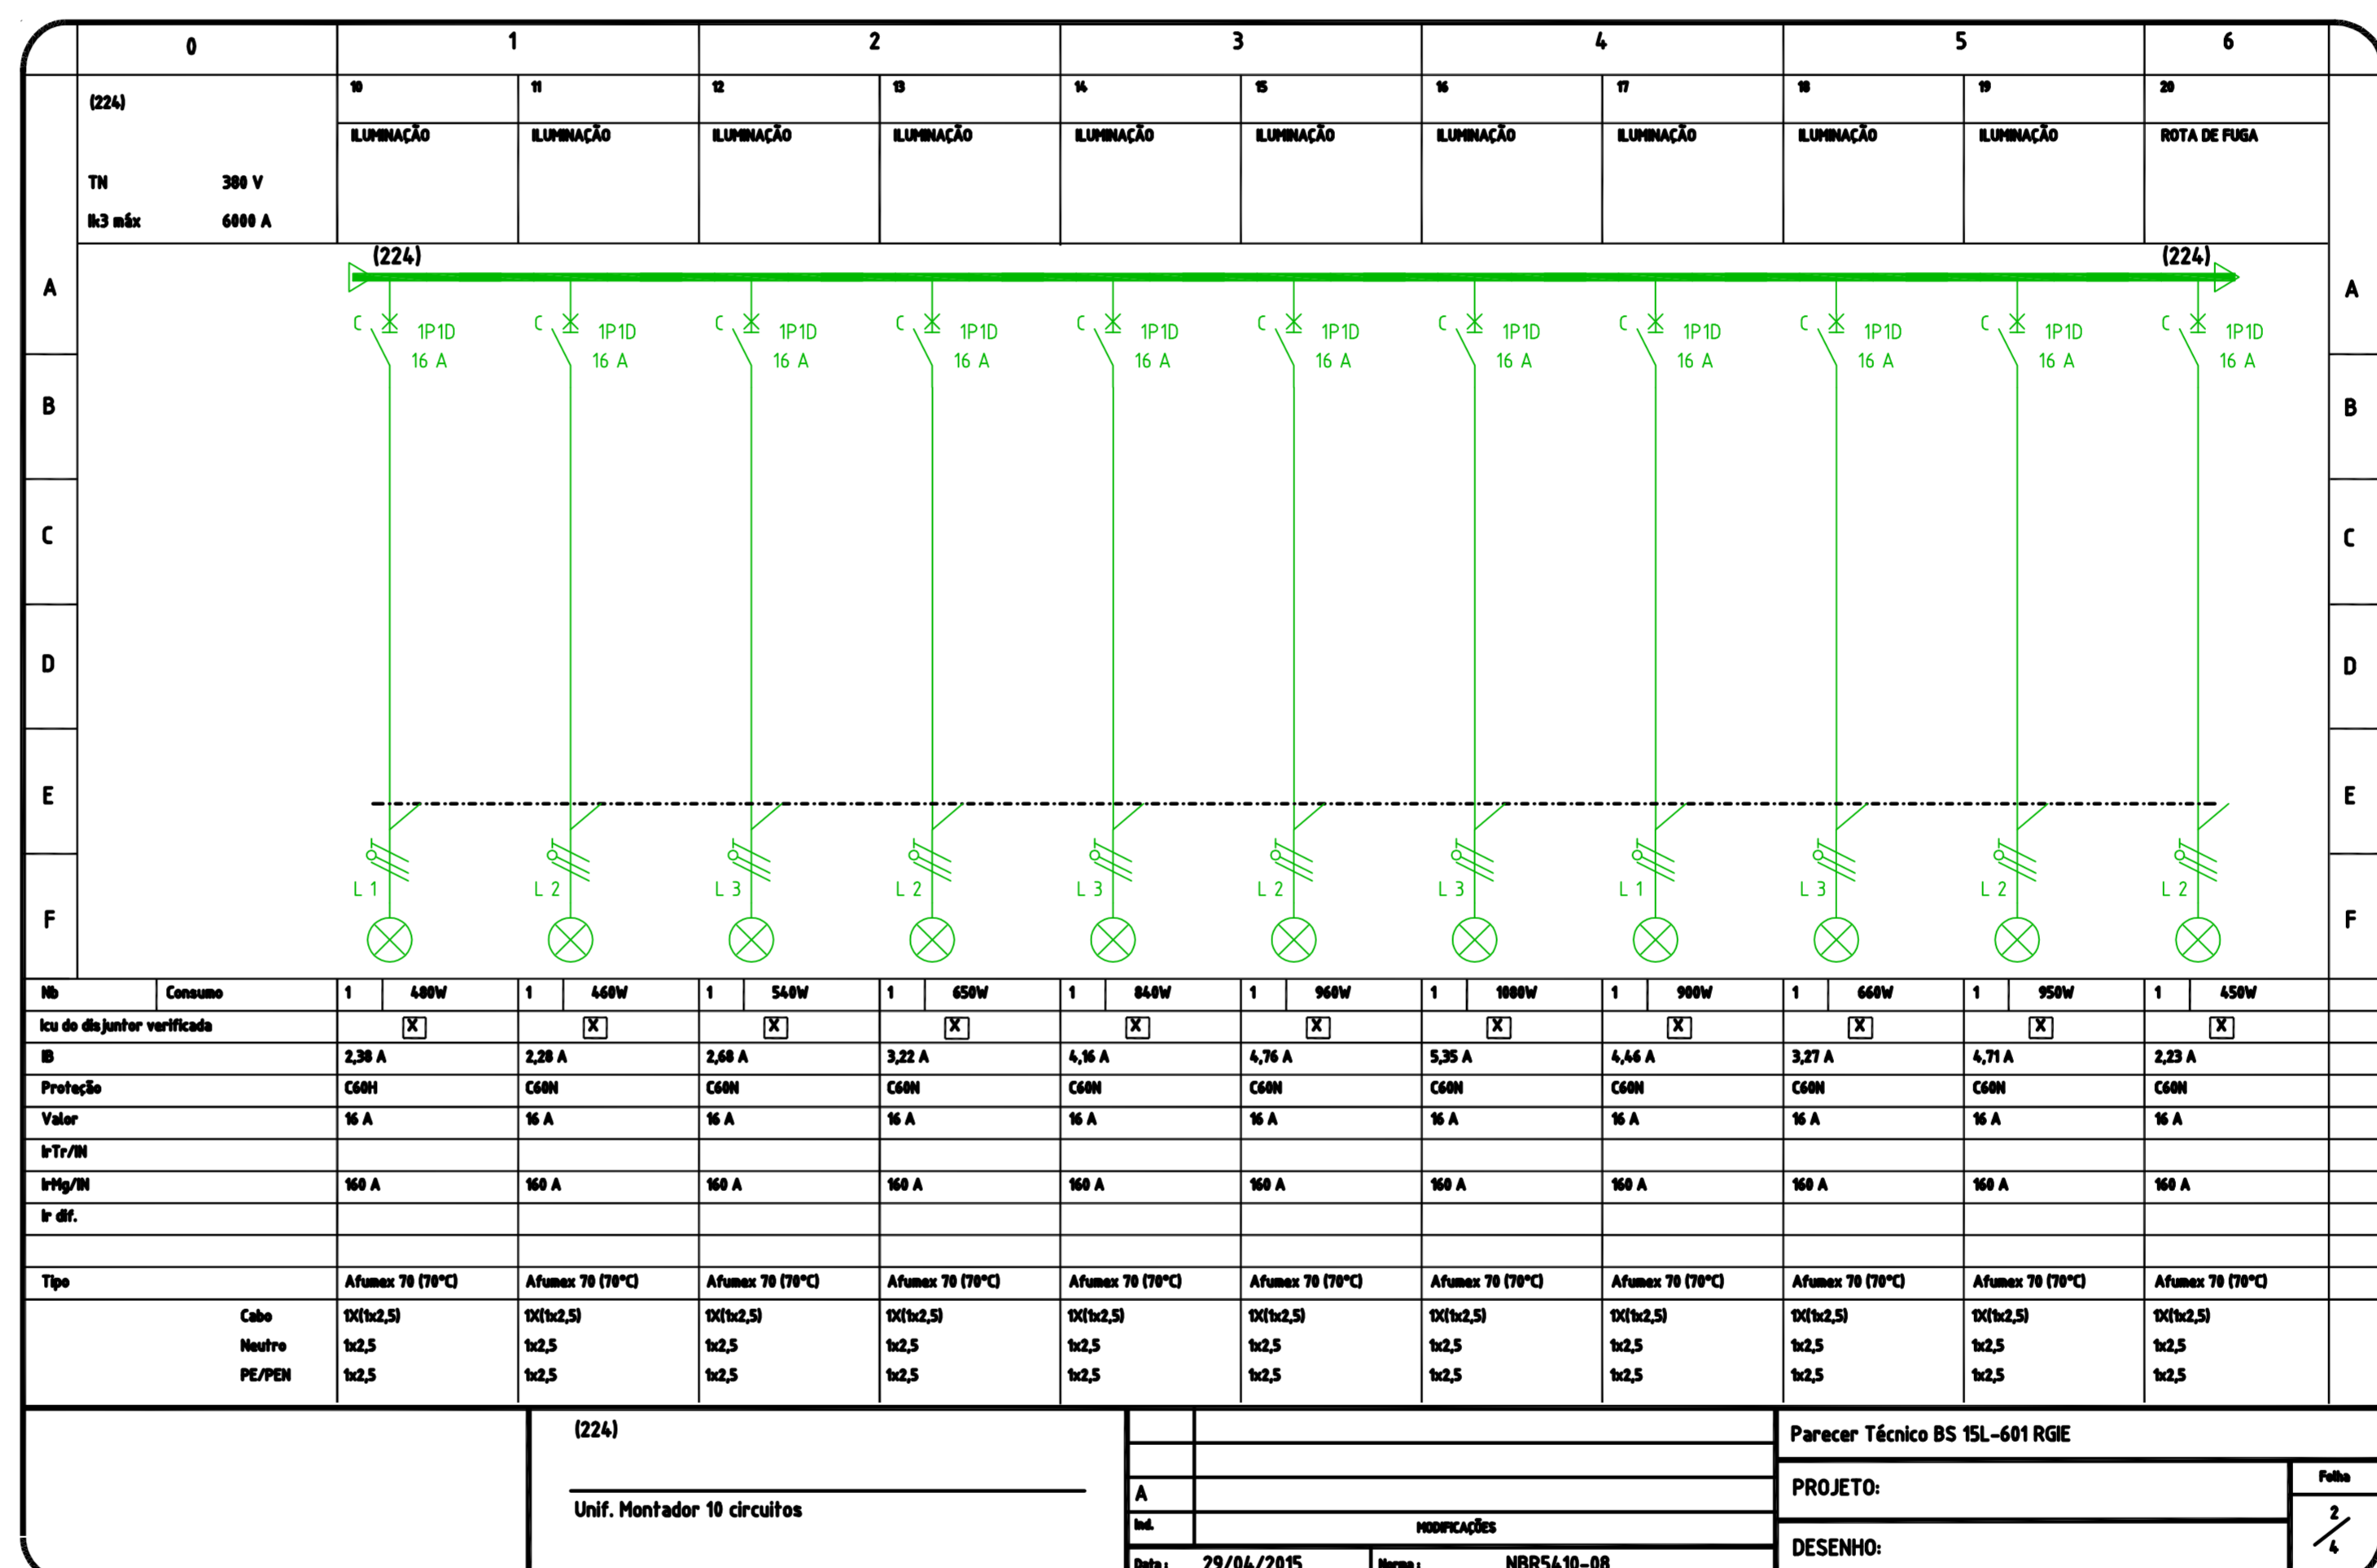 0 1 2 3 4 5 6
(224) 10 11 12 13 14 15 16 17 18 19 20
ILUMINAÇÃO ILUMINAÇÃO ILUMINAÇÃO ILUMINAÇÃO ILUMINAÇÃO ILUMINAÇÃO ILUMINAÇÃO ILUMINAÇÃO ILUMINAÇÃO ILUMINAÇÃO ROTA DE FUGA
TN 380 V
Ik3 máx 6000 A
(224) (224)
A A
C 1P1D C 1P1D C 1P1D C 1P1D C 1P1D C 1P1D C 1P1D C 1P1D C 1P1D C 1P1D C 1P1D
16 A 16 A 16 A 16 A 16 A 16 A 16 A 16 A 16 A 16 A 16 A
B B
C C
D D
E E
L 1 L 2 L 3 L 2 L 3 L 2 L 3 L 1 L 3 L 2 L 2
F F
Nb Consumo 1 480W 1 460W 1 540W 1 650W 1 840W 1 960W 1 1080W 1 900W 1 660W 1 950W 1 450W
Icu do disjuntor verificada X X X X X X X X X X X
IB 2,38 A 2,28 A 2,68 A 3,22 A 4,16 A 4,76 A 5,35 A 4,46 A 3,27 A 4,71 A 2,23 A
Proteção C60H C60N C60N C60N C60N C60N C60N C60N C60N C60N C60N
Valor 16 A 16 A 16 A 16 A 16 A 16 A 16 A 16 A 16 A 16 A 16 A
IrTr/IN
IrMg/IN 160 A 160 A 160 A 160 A 160 A 160 A 160 A 160 A 160 A 160 A 160 A
Ir dif.
Tipo Afumex 70 (70°C) Afumex 70 (70°C) Afumex 70 (70°C) Afumex 70 (70°C) Afumex 70 (70°C) Afumex 70 (70°C) Afumex 70 (70°C) Afumex 70 (70°C) Afumex 70 (70°C) Afumex 70 (70°C) Afumex 70 (70°C)
Cabo 1X(1x2,5) 1X(1x2,5) 1X(1x2,5) 1X(1x2,5) 1X(1x2,5) 1X(1x2,5) 1X(1x2,5) 1X(1x2,5) 1X(1x2,5) 1X(1x2,5) 1X(1x2,5)
Neutro 1x2,5 1x2,5 1x2,5 1x2,5 1x2,5 1x2,5 1x2,5 1x2,5 1x2,5 1x2,5 1x2,5
PE/PEN 1x2,5 1x2,5 1x2,5 1x2,5 1x2,5 1x2,5 1x2,5 1x2,5 1x2,5 1x2,5 1x2,5
(224)
Unif. Montador 10 circuitos
A
Ind. MODIFICAÇÕES
Data : 29/04/2015 Norma : NBR5410-08
Parecer Técnico BS 15L-601 RGIE
PROJETO:
Folha
2/4
DESENHO: